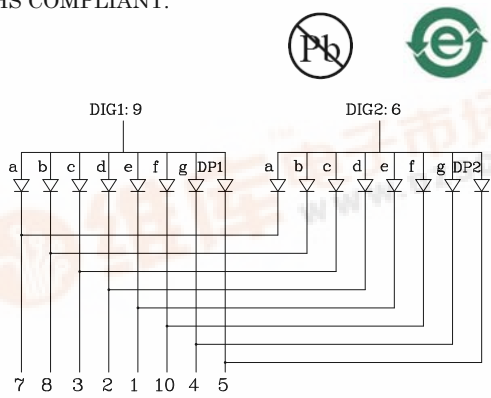 HS COMPLIANT.
Pb
e
DIG1: 9 DIG2: 6
a b c d e f g DP1 a b c d e f g DP2
7 8 3 2 1 10 4 5